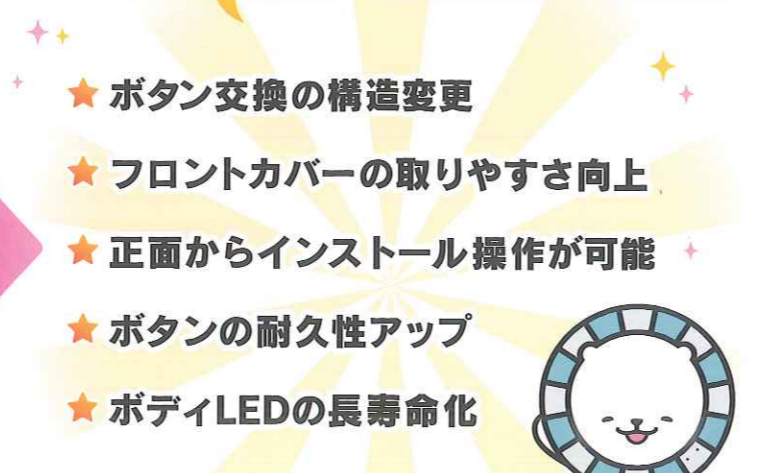 ボタン交換の構造変更
フロントカバーの取りやすさ向上
正面からインストール操作が可能
ボタンの耐久性アップ
ボディLEDの長寿命化